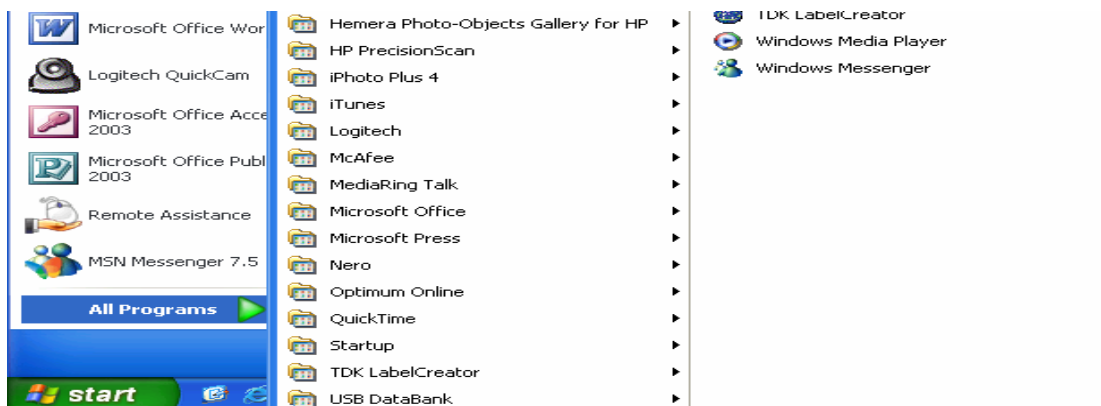 Microsoft Office Wor
Logitech QuickCam
Microsoft Office Acce
2003
Microsoft Office Publ
2003
Remote Assistance
MSN Messenger 7.5
All Programs
start
Hemera Photo-Objects Gallery for HP
HP PrecisionScan
iPhoto Plus 4
iTunes
Logitech
McAfee
MediaRing Talk
Microsoft Office
Microsoft Press
Nero
Optimum Online
QuickTime
Startup
TDK LabelCreator
USB DataBank
TDK LabelCreator
Windows Media Player
Windows Messenger